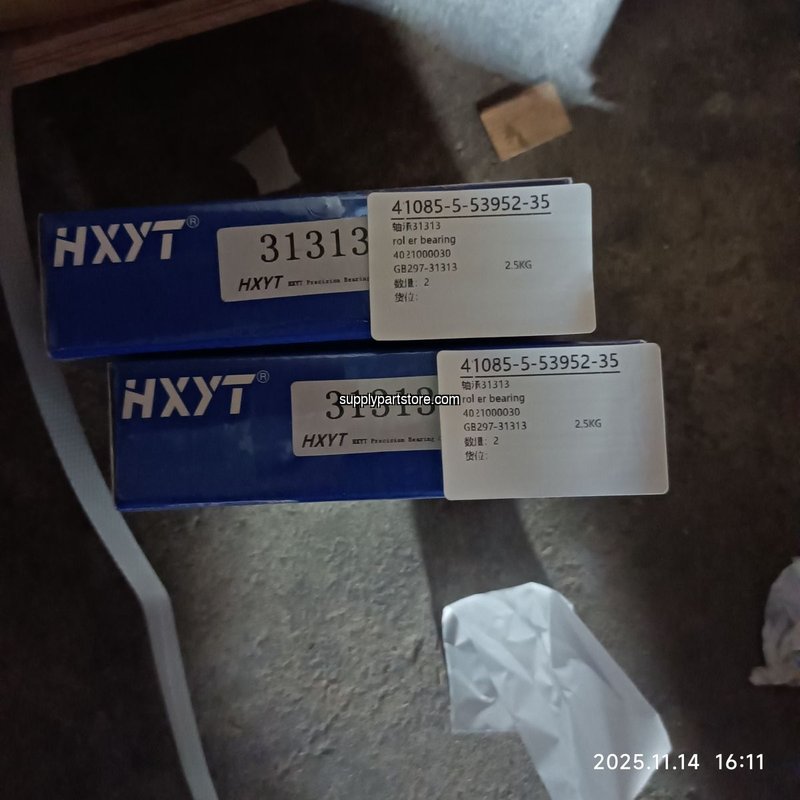 HXYT®
31313
HXYT HXYT Precision Bearing
41085-5-53952-35
轴承31313
rol er bearing
4021000030
GB297-31313 2.5KG
数量: 2
货位:
HXYT®
31313
HXYT HXYT Precision Bearing
41085-5-53952-35
轴承31313
rol er bearing
4021000030
GB297-31313 2.5KG
数量: 2
货位:
supplypartstore.com
2025.11.14 16:11